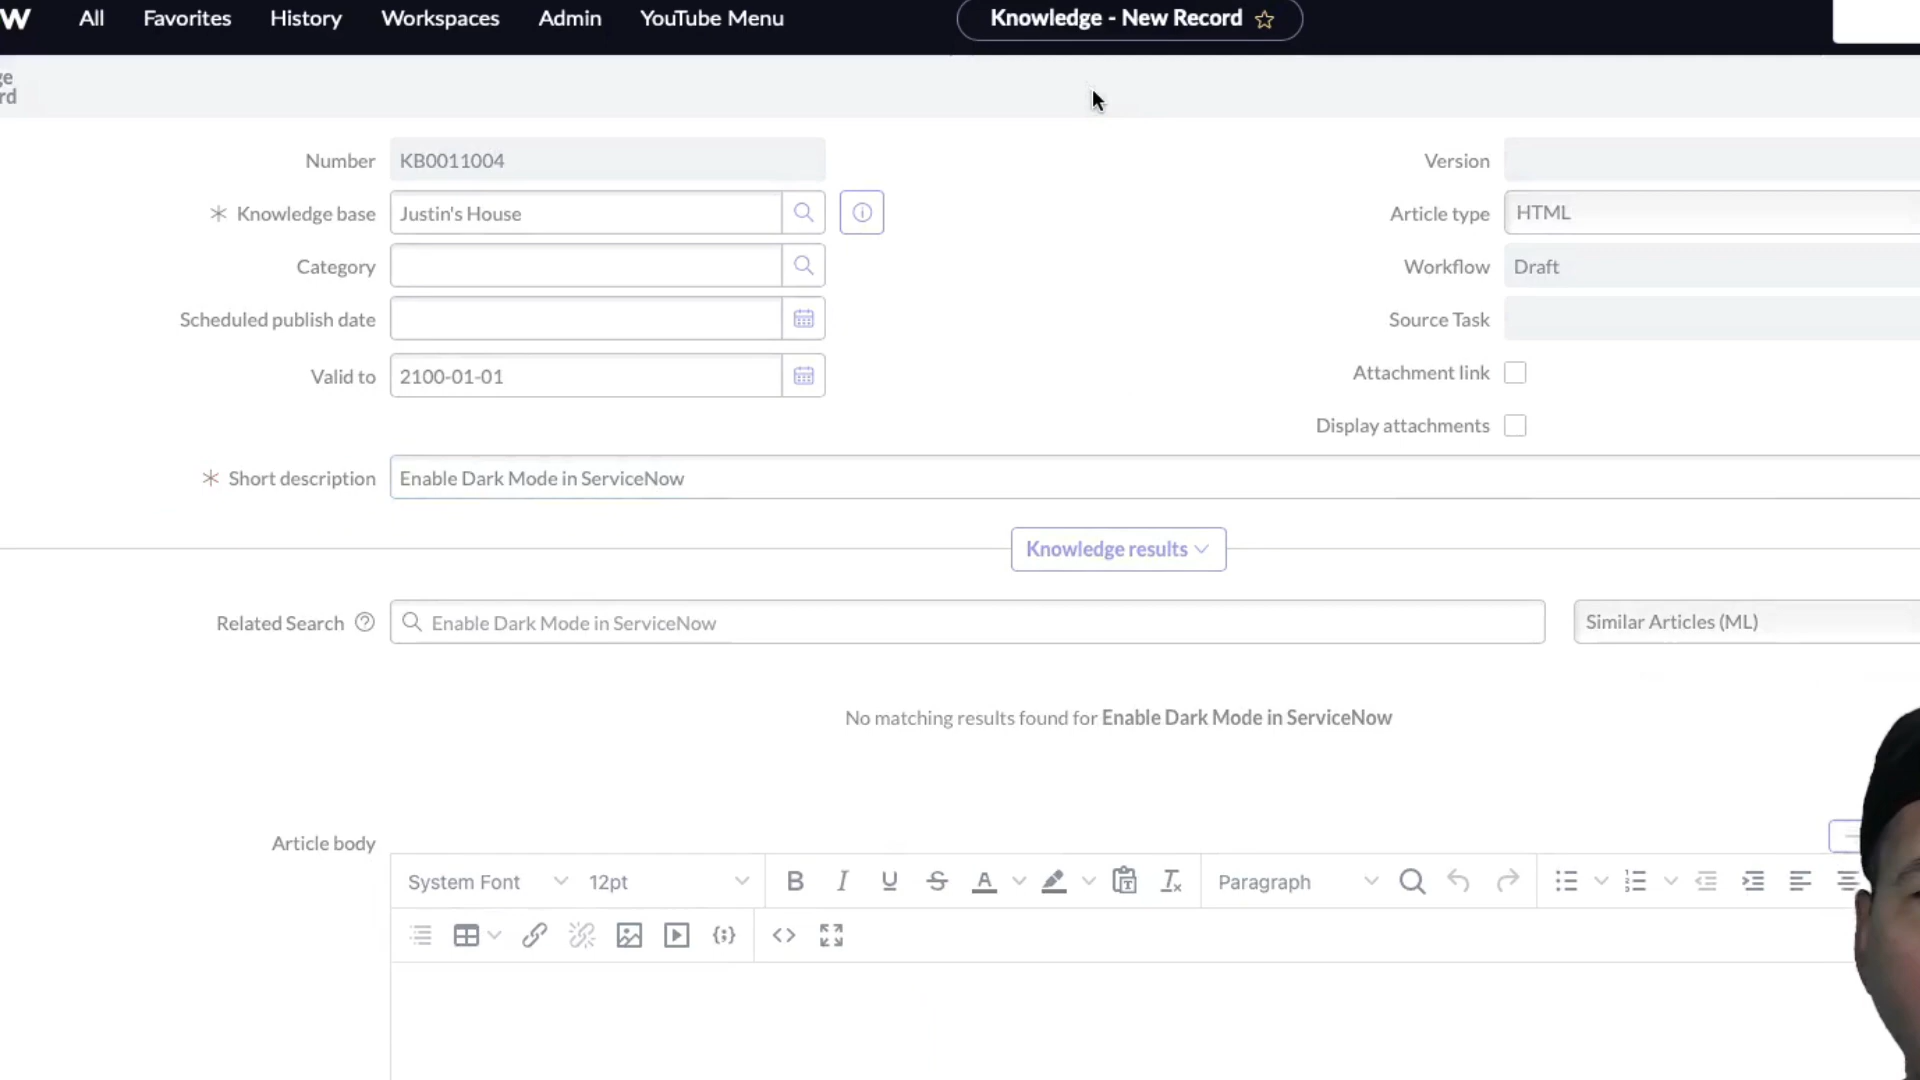 W All Favorites History Workspaces Admin YouTube Menu Knowledge - New Record
ge
rd
Number KB0011004 Version
* Knowledge base Justin's House Article type HTML
Category Workflow Draft
Scheduled publish date Source Task
Valid to 2100-01-01 Attachment link
Display attachments
* Short description Enable Dark Mode in ServiceNow
Knowledge results
Related Search Enable Dark Mode in ServiceNow Similar Articles (ML)
No matching results found for Enable Dark Mode in ServiceNow
Article body
System Font 12pt B I U S A Paragraph